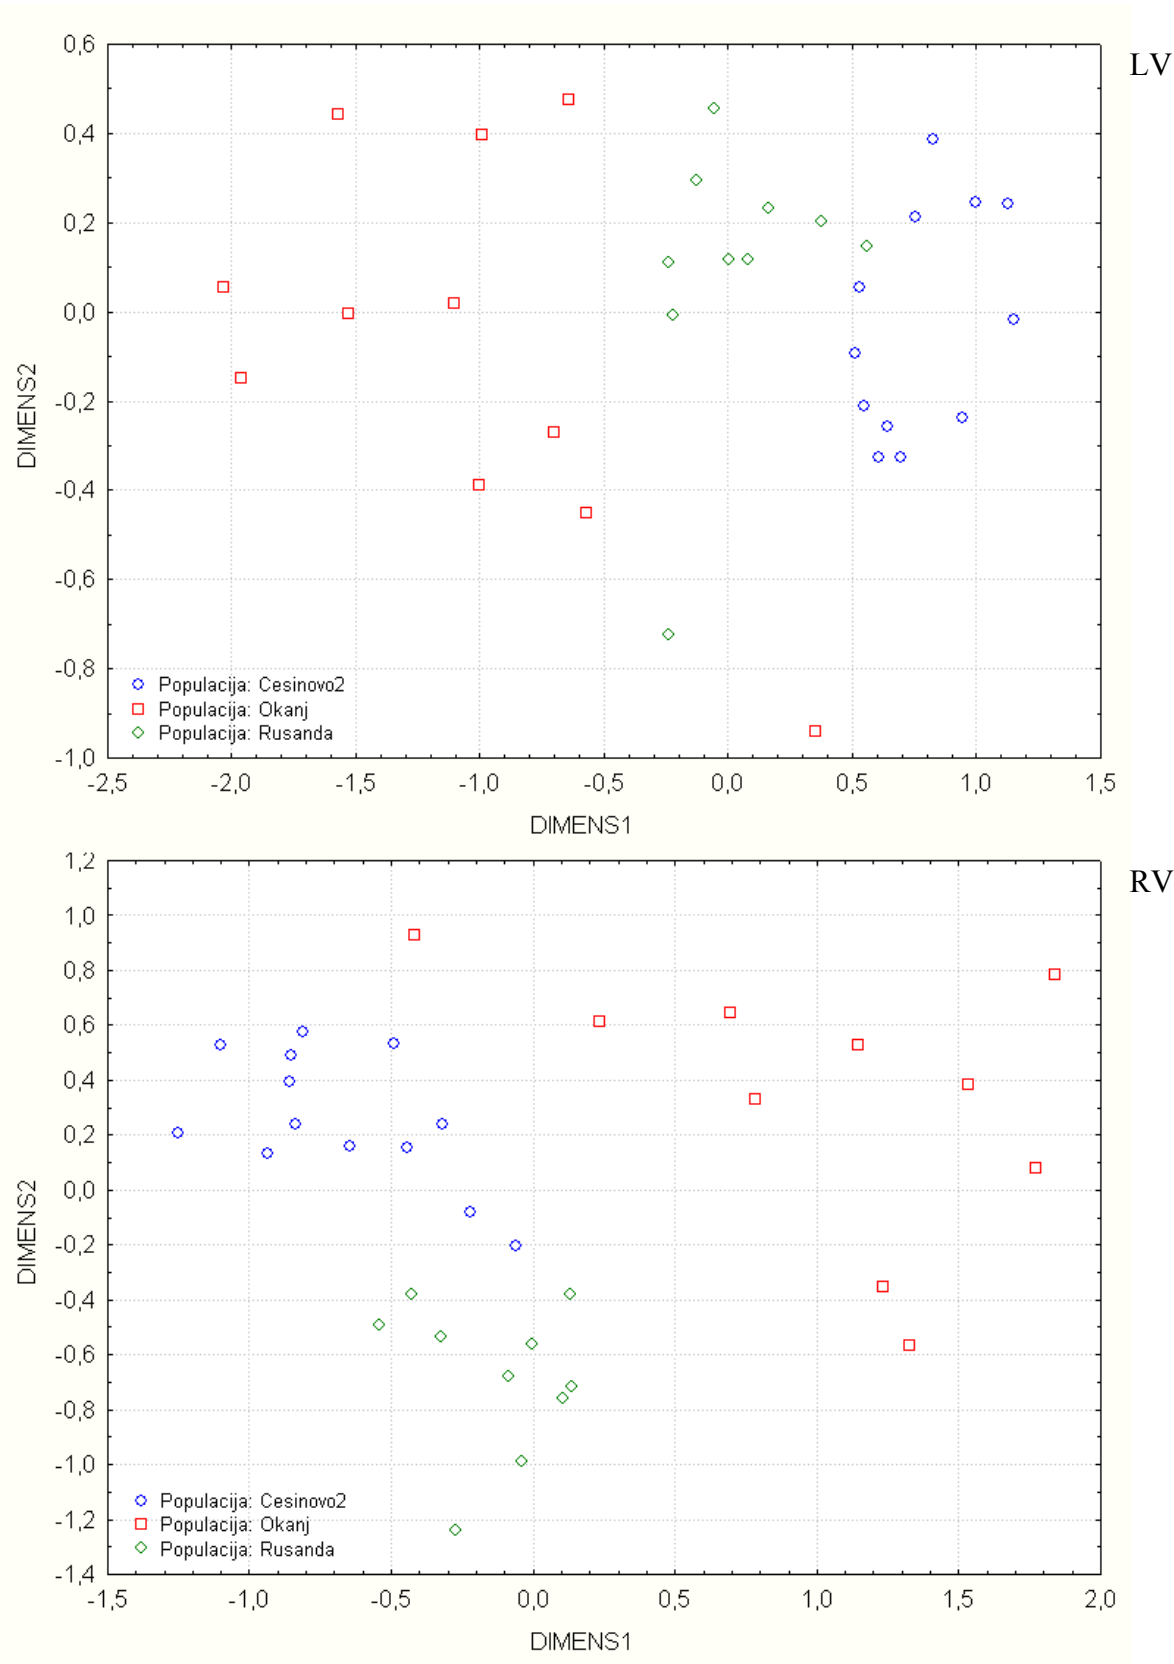 LV
0,6
0,4
0,2
0,0
-0,2
-0,4
-0,6
-0,8
-1,0
DIMENS2
Populacija: Cesinovo2
Populacija: Okanj
Populacija: Rusanda
-2,5 -2,0 -1,5 -1,0 -0,5 0,0 0,5 1,0 1,5
DIMENS1
RV
1,2
1,0
0,8
0,6
0,4
0,2
0,0
-0,2
-0,4
-0,6
-0,8
-1,0
-1,2
-1,4
DIMENS2
Populacija: Cesinovo2
Populacija: Okanj
Populacija: Rusanda
-1,5 -1,0 -0,5 0,0 0,5 1,0 1,5 2,0
DIMENS1